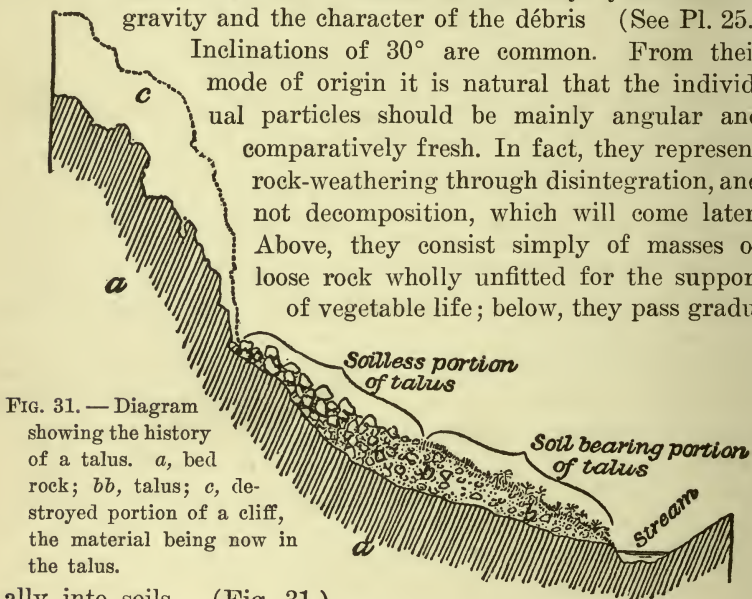 gravity and the character of the débris (See Pl. 25.
Inclinations of 30° are common. From thei
mode of origin it is natural that the individ
ual particles should be mainly angular and
comparatively fresh. In fact, they represen
rock-weathering through disintegration, and
not decomposition, which will come later
Above, they consist simply of masses o
loose rock wholly unfitted for the suppor
of vegetable life; below, they pass gradu
c
a
Soilless portion
of talus
Soil bearing portion
of talus
b
b
Stream
a
FIG. 31. — Diagram
showing the history
of a talus. a, bed
rock; bb, talus; c, de-
stroyed portion of a cliff,
the material being now in
the talus.
ally into soils. (Fig. 31.)